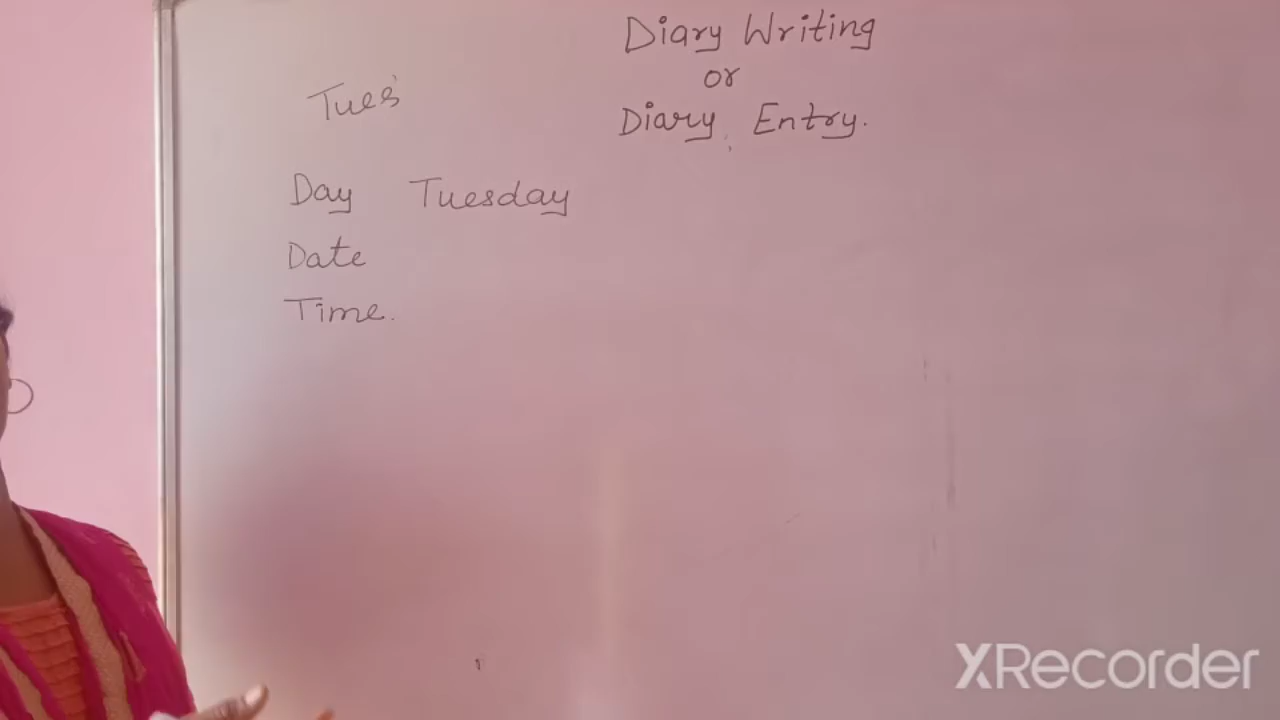 Diary Writing
or
Diary Entry.
Tues
Day Tuesday
Date
Time.
XRecorder